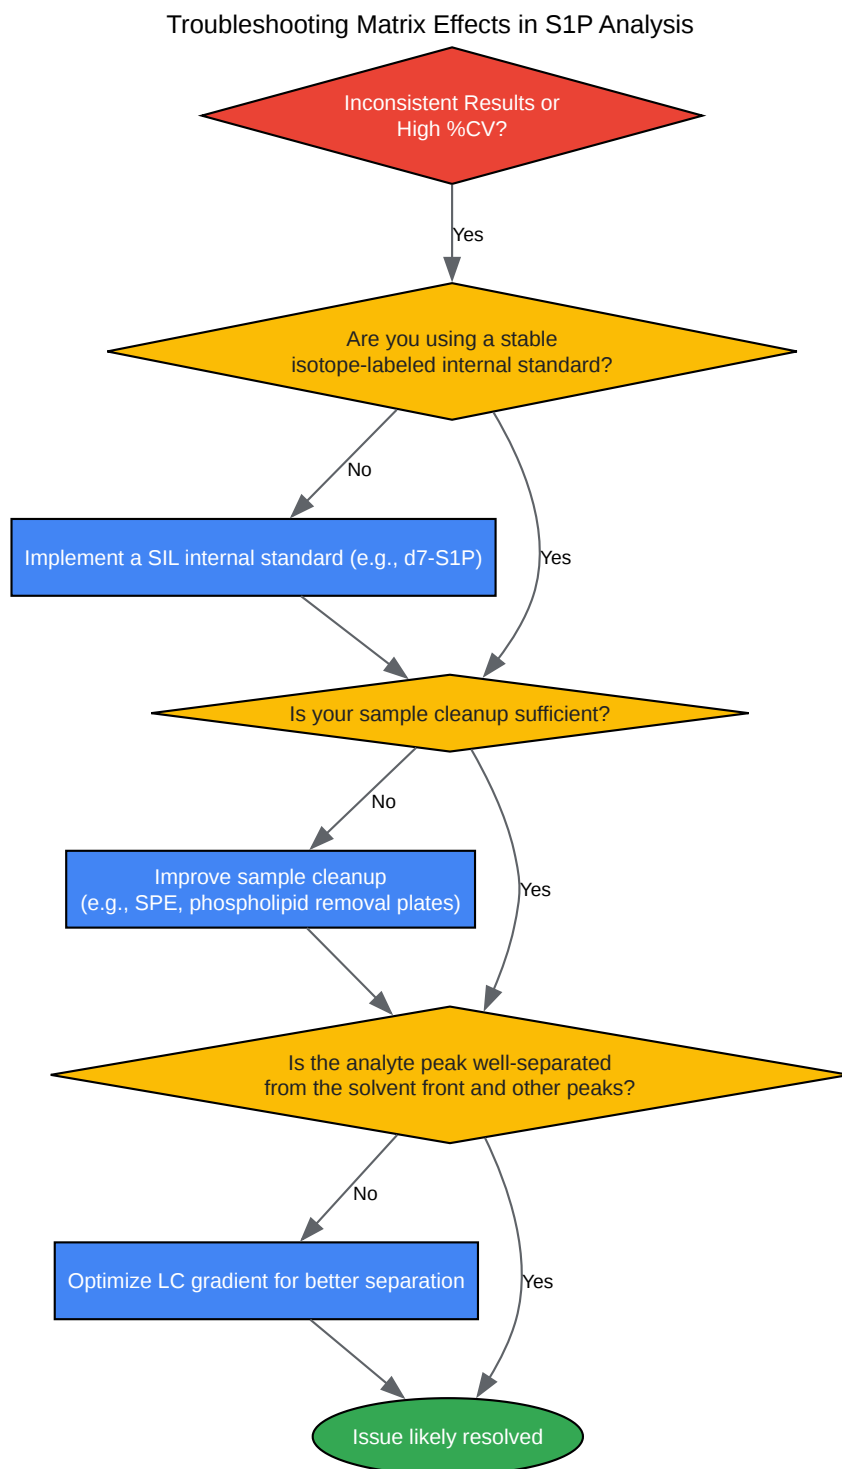 Troubleshooting Matrix Effects in S1P Analysis
Inconsistent Results or
High %CV?
Yes
Are you using a stable
isotope-labeled internal standard?
No
Implement a SIL internal standard (e.g., d7-S1P)
Yes
Is your sample cleanup sufficient?
No
Improve sample cleanup
(e.g., SPE, phospholipid removal plates)
Yes
Is the analyte peak well-separated
from the solvent front and other peaks?
No
Optimize LC gradient for better separation
Yes
Issue likely resolved